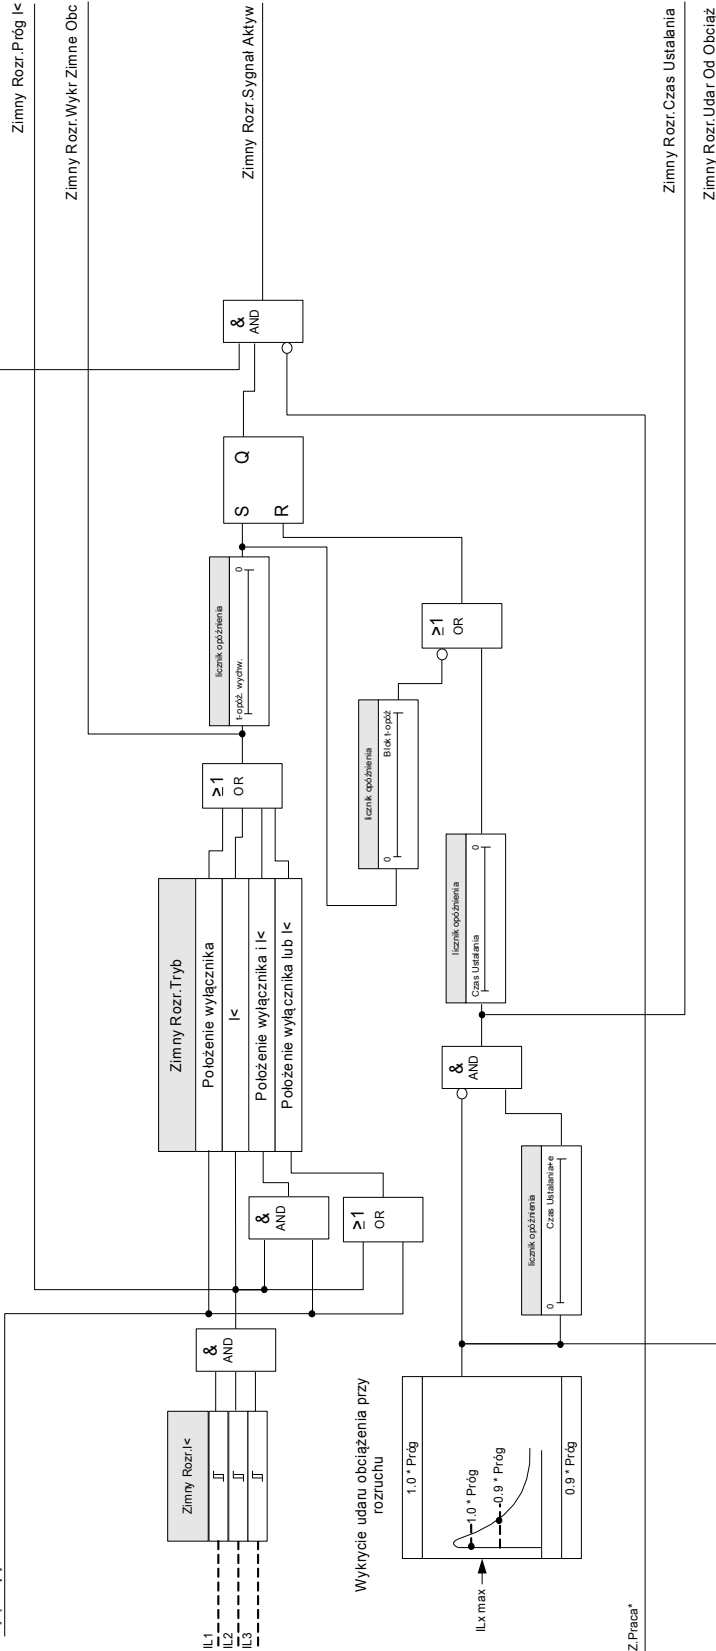 Zimny Rozr.Próg I<
Zimny Rozr.Wykr Zimne Obc
Zimny Rozr.Sygnał Aktyw
Zimny Rozr.Czas Ustalania
Zimny Rozr.Udar Od Obciąż
IL1
IL2
IL3
Zimny Rozr.I<
&
AND
&
AND
≥1
OR
Zimny Rozr.Tryb
Położenie wyłącznika
I<
Położenie wyłącznika i I<
Położenie wyłącznika lub I<
≥1
OR
licznik opóźnienia
t-opóź. wychw.
0
S
Q
R
&
AND
licznik opóźnienia
0
Blok t-opóź
≥1
OR
Wykrycie udaru obciążenia przy
rozruchu
ILx max
1.0 * Próg
1.0 * Próg
0.9 * Próg
0.9 * Próg
licznik opóźnienia
0
Czas Ustalania+e
&
AND
licznik opóźnienia
Czas Ustalania
0
Z.Praca*